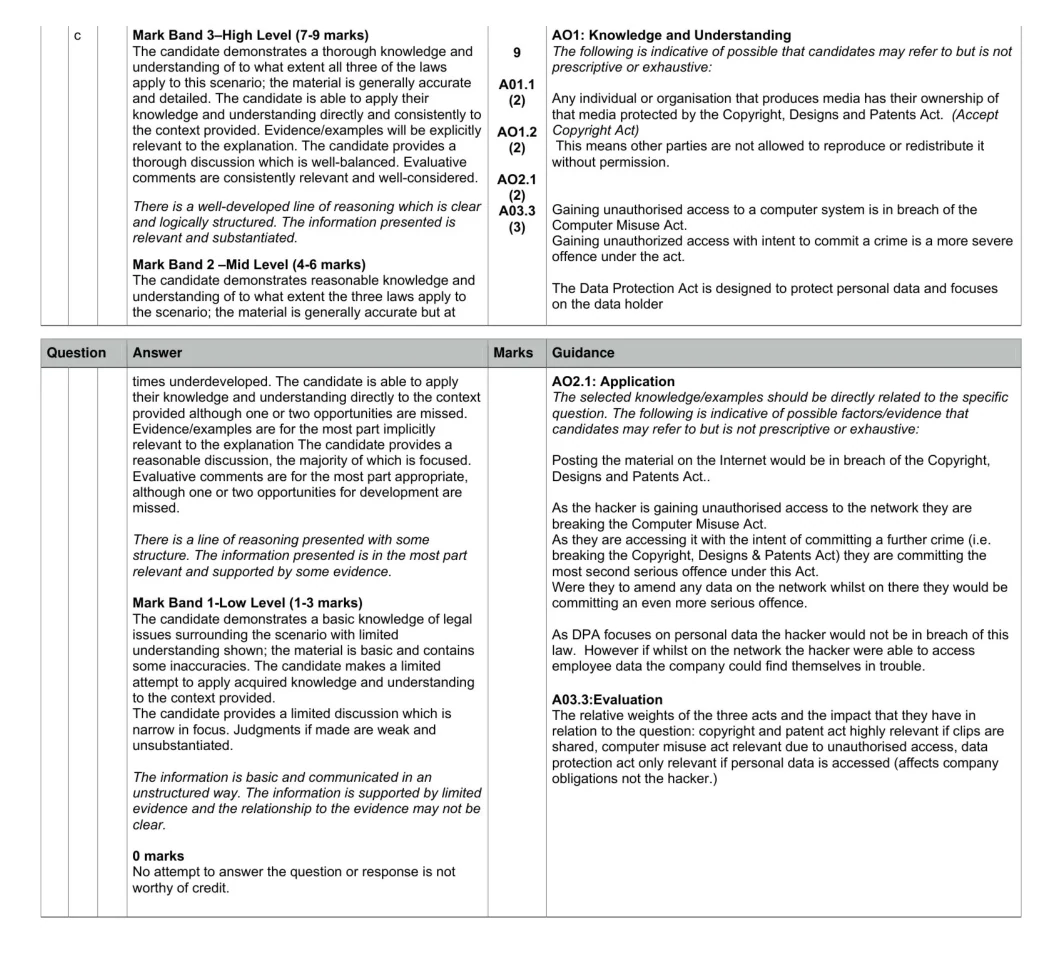 c
Mark Band 3–High Level (7-9 marks)
The candidate demonstrates a thorough knowledge and
understanding of to what extent all three of the laws
apply to this scenario; the material is generally accurate
and detailed. The candidate is able to apply their
knowledge and understanding directly and consistently to
the context provided. Evidence/examples will be explicitly
relevant to the explanation. The candidate provides a
thorough discussion which is well-balanced. Evaluative
comments are consistently relevant and well-considered.
There is a well-developed line of reasoning which is clear
and logically structured. The information presented is
relevant and substantiated.
Mark Band 2 –Mid Level (4-6 marks)
The candidate demonstrates reasonable knowledge and
understanding of to what extent the three laws apply to
the scenario; the material is generally accurate but at
9
A01.1
(2)
AO1.2
(2)
AO2.1
(2)
A03.3
(3)
AO1: Knowledge and Understanding
The following is indicative of possible that candidates may refer to but is not
prescriptive or exhaustive:
Any individual or organisation that produces media has their ownership of
that media protected by the Copyright, Designs and Patents Act. (Accept
Copyright Act)
This means other parties are not allowed to reproduce or redistribute it
without permission.
Gaining unauthorised access to a computer system is in breach of the
Computer Misuse Act.
Gaining unauthorized access with intent to commit a crime is a more severe
offence under the act.
The Data Protection Act is designed to protect personal data and focuses
on the data holder
Question Answer Marks Guidance
times underdeveloped. The candidate is able to apply
their knowledge and understanding directly to the context
provided although one or two opportunities are missed.
Evidence/examples are for the most part implicitly
relevant to the explanation The candidate provides a
reasonable discussion, the majority of which is focused.
Evaluative comments are for the most part appropriate,
although one or two opportunities for development are
missed.
There is a line of reasoning presented with some
structure. The information presented is in the most part
relevant and supported by some evidence.
Mark Band 1-Low Level (1-3 marks)
The candidate demonstrates a basic knowledge of legal
issues surrounding the scenario with limited
understanding shown; the material is basic and contains
some inaccuracies. The candidate makes a limited
attempt to apply acquired knowledge and understanding
to the context provided.
The candidate provides a limited discussion which is
narrow in focus. Judgments if made are weak and
unsubstantiated.
The information is basic and communicated in an
unstructured way. The information is supported by limited
evidence and the relationship to the evidence may not be
clear.
0 marks
No attempt to answer the question or response is not
worthy of credit.
AO2.1: Application
The selected knowledge/examples should be directly related to the specific
question. The following is indicative of possible factors/evidence that
candidates may refer to but is not prescriptive or exhaustive:
Posting the material on the Internet would be in breach of the Copyright,
Designs and Patents Act..
As the hacker is gaining unauthorised access to the network they are
breaking the Computer Misuse Act.
As they are accessing it with the intent of committing a further crime (i.e.
breaking the Copyright, Designs & Patents Act) they are committing the
most second serious offence under this Act.
Were they to amend any data on the network whilst on there they would be
committing an even more serious offence.
As DPA focuses on personal data the hacker would not be in breach of this
law. However if whilst on the network the hacker were able to access
employee data the company could find themselves in trouble.
A03.3:Evaluation
The relative weights of the three acts and the impact that they have in
relation to the question: copyright and patent act highly relevant if clips are
shared, computer misuse act relevant due to unauthorised access, data
protection act only relevant if personal data is accessed (affects company
obligations not the hacker.)